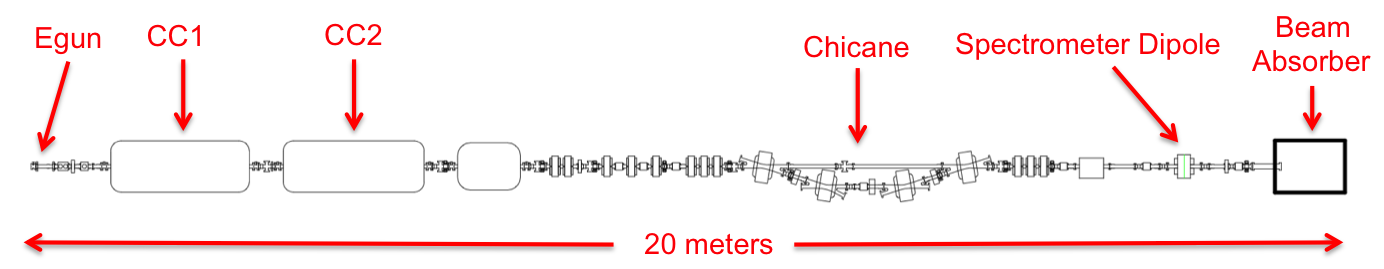 Egun
CC1
CC2
Chicane
Spectrometer Dipole
Beam
Absorber
20 meters